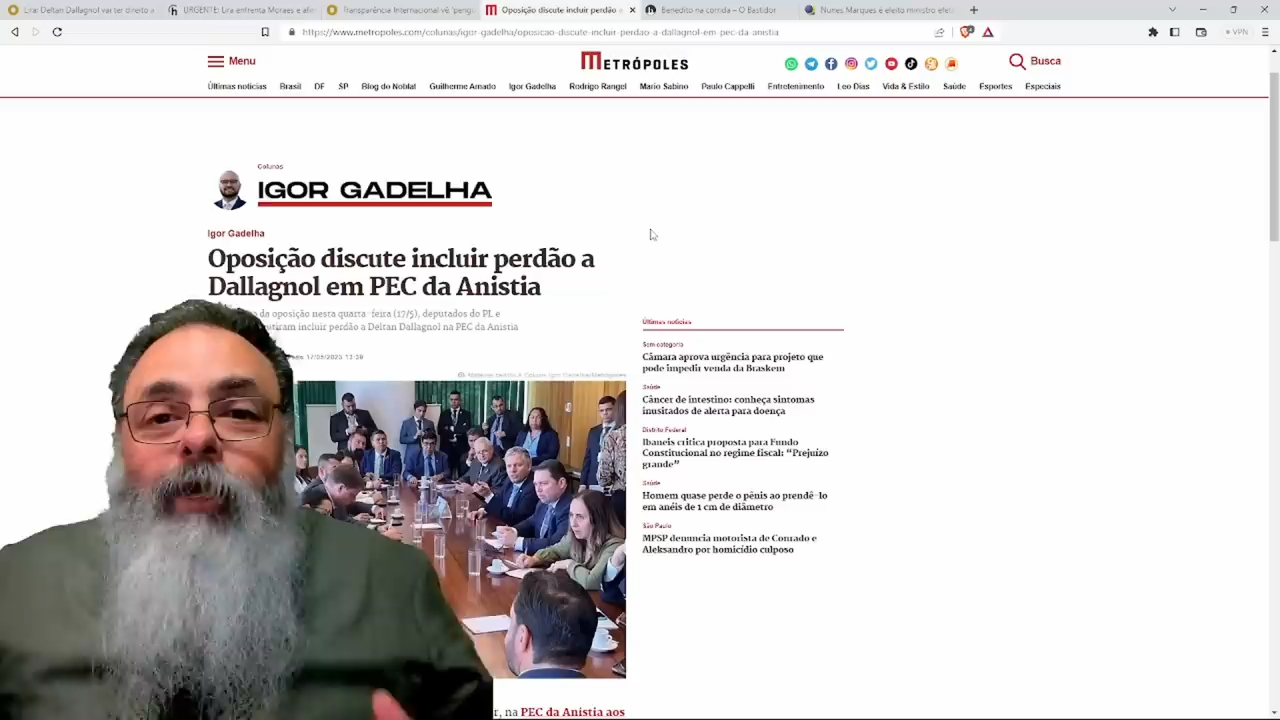 Lira: Dallagnol vai ter direito a
URGENTE: Lira enfrenta Moraes e afir
Transparência Internacional vê 'perigo
Oposição discute incluir perdão
Benedito na corrida – O Bastidor
Nunes Marques é eleito ministro efeti
https://www.metropoles.com/colunas/igor-gadelha/oposicao-discute-incluir-perdao-a-dallagnol-em-pec-da-anistia
VPN
Menu
METRÓPOLES
Busca
Últimas notícias Brasil DF SP Blog do Noblat Guilherme Amado Igor Gadelha Rodrigo Rangel Mario Sabino Paulo Cappelli Entretenimento Leo Dias Vida & Estilo Saúde Esportes Especiais
Colunas
IGOR GADELHA
Igor Gadelha
Oposição discute incluir perdão a
Dallagnol em PEC da Anistia
da oposição nesta quarta-feira (17/5), deputados do PL e
incluir perdão a Deltan Dallagnol na PEC da Anistia
Últimas notícias
Sem categoria
Câmara aprova urgência para projeto que
pode impedir venda da Braskem
Saúde
Câncer de intestino: conheça sintomas
inusitados de alerta para doença
Distrito Federal
Ibaneis critica proposta para Fundo
Constitucional no regime fiscal: “Prejuízo
grande”
Saúde
Homem quase perde o pênis ao prendê-lo
em anéis de 1 cm de diâmetro
São Paulo
MPSP denuncia motorista de Conrado e
Aleksandro por homicídio culposo
r, na PEC da Anistia aos